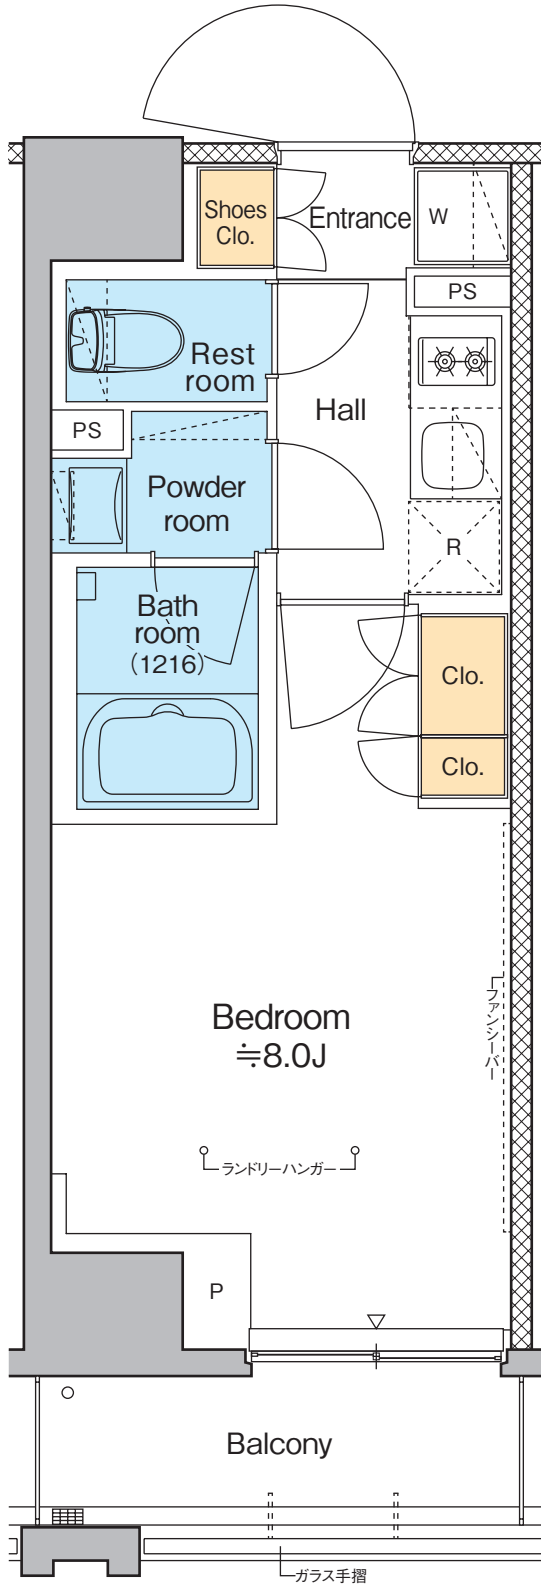 Shoes
Clo.
Entrance
W
PS
Rest
room
Hall
PS
Powder
room
R
Bath
room
(1216)
Clo.
Clo.
Bedroom
≒8.0J
ファンシーバー
ランドリーハンガー
P
Balcony
ガラス手摺